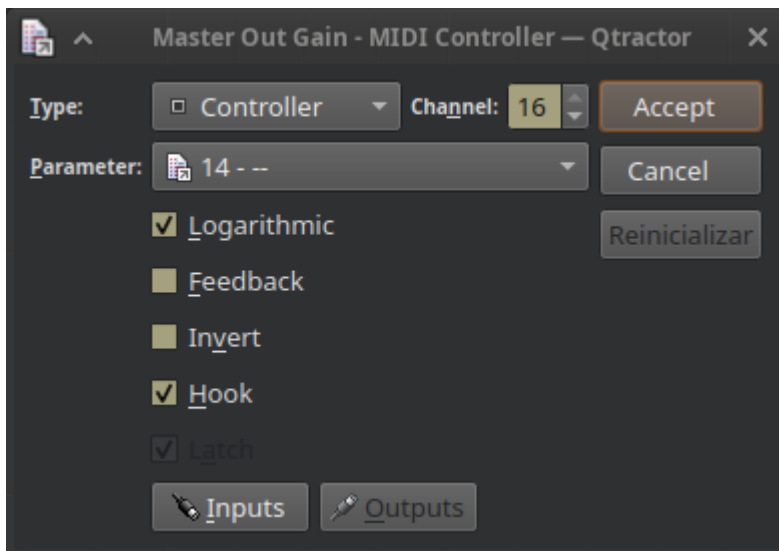 Master Out Gain - MIDI Controller — Qtractor
Type: Controller Channel: 16 Accept
Parameter: 14 - -- Cancel
Logarithmic Reinicializar
Feedback
Invert
Hook
Latch
Inputs Outputs